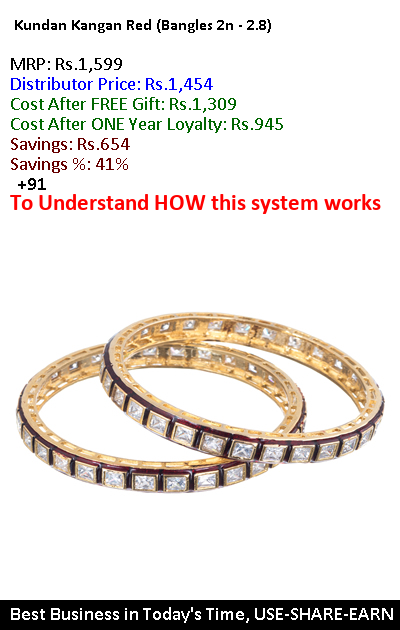 Kundan Kangan Red (Bangles 2n - 2.8)
MRP: Rs.1,599
Distributor Price: Rs.1,454
Cost After FREE Gift: Rs.1,309
Cost After ONE Year Loyalty: Rs.945
Savings: Rs.654
Savings %: 41%
+91
To Understand HOW this system works
Best Business in Today's Time, USE-SHARE-EARN